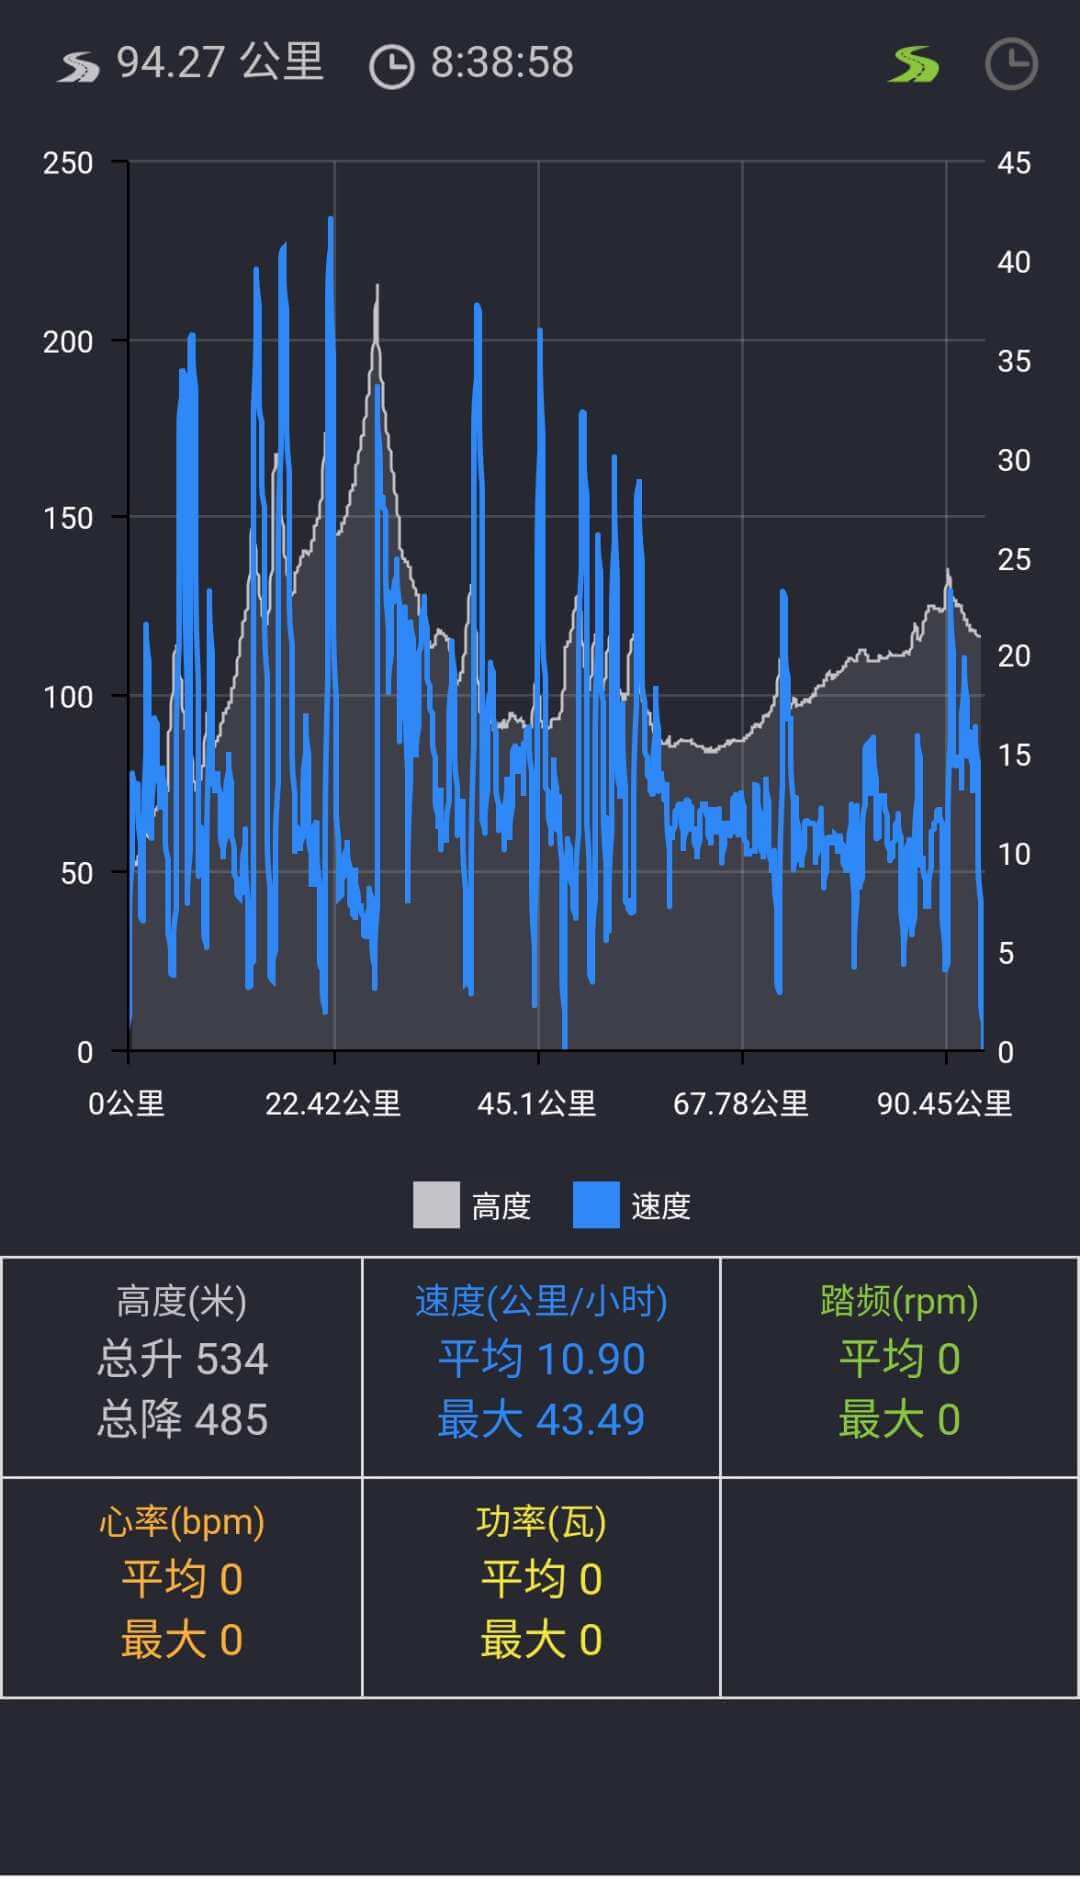 94.27 公里 8:38:58
250 45
40
200 35
30
150
25
100 20
15
50 10
5
0 0
0公里 22.42公里 45.1公里 67.78公里 90.45公里
高度 速度
高度(米) 速度(公里/小时) 踏频(rpm)
总升 534 平均 10.90 平均 0
总降 485 最大 43.49 最大 0
心率(bpm) 功率(瓦)
平均 0 平均 0
最大 0 最大 0